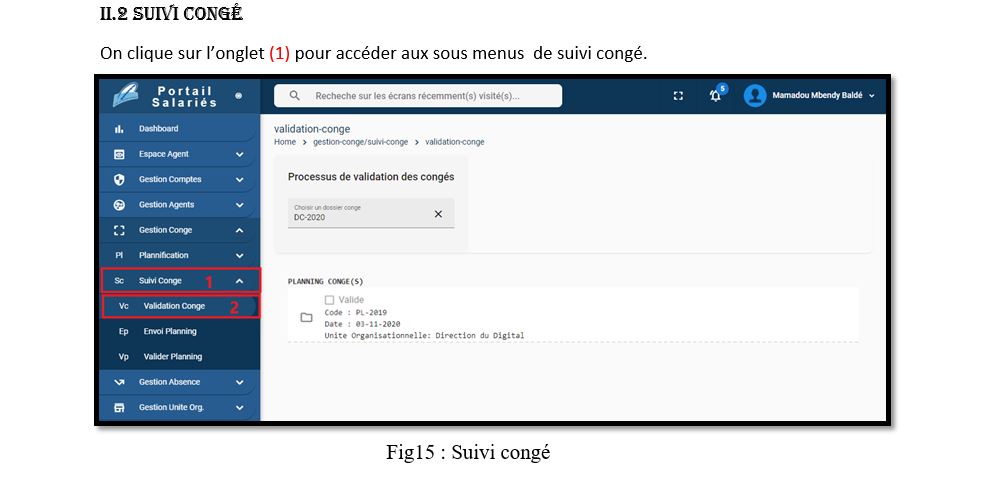 II.2 SUIVI CONGÉ
On clique sur l’onglet (1) pour accéder aux sous menus de suivi congé.
Portail
Salariés
Recheche sur les écrans récemment(s) visité(s)...
5
Mamadou Mbendy Baldé
Dashboard
Espace Agent
Gestion Comptes
Gestion Agents
Gestion Conge
Pl Plannification
Sc Suivi Conge 1
Vc Validation Conge 2
Ep Envoi Planning
Vp Valider Planning
Gestion Absence
Gestion Unite Org.
validation-conge
Home > gestion-conge/suivi-conge > validation-conge
Processus de validation des congés
Choisir un dossier conge
DC-2020
PLANNING CONGE(S)
Valide
Code : PL-2019
Date : 03-11-2020
Unite Organisationnelle: Direction du Digital
Fig15 : Suivi congé